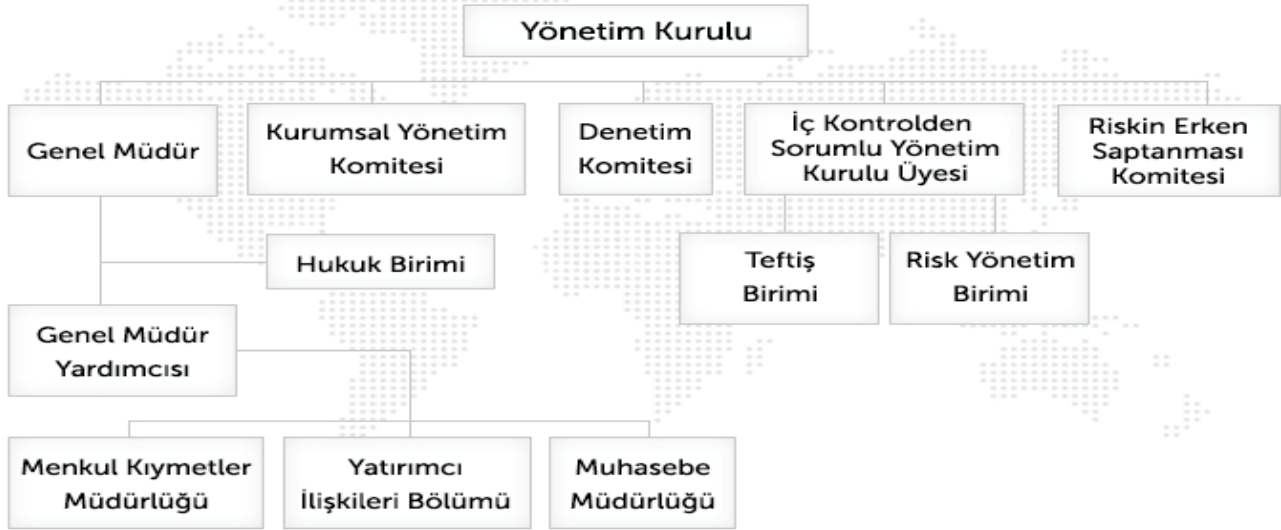 Yönetim Kurulu
Genel Müdür
Kurumsal Yönetim
Komitesi
Denetim
Komitesi
İç Kontrolden
Sorumlu Yönetim
Kurulu Üyesi
Riskin Erken
Saptanması
Komitesi
Hukuk Birimi
Teftiş
Birimi
Risk Yönetim
Birimi
Genel Müdür
Yardımcısı
Menkul Kıymetler
Müdürlüğü
Yatırımcı
İlişkileri Bölümü
Muhasebe
Müdürlüğü